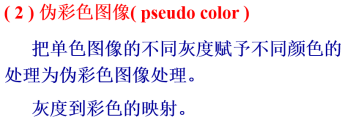 ( 2 ) 伪彩色图像( pseudo color )
把单色图像的不同灰度赋予不同颜色的
处理为伪彩色图像处理。
灰度到彩色的映射。